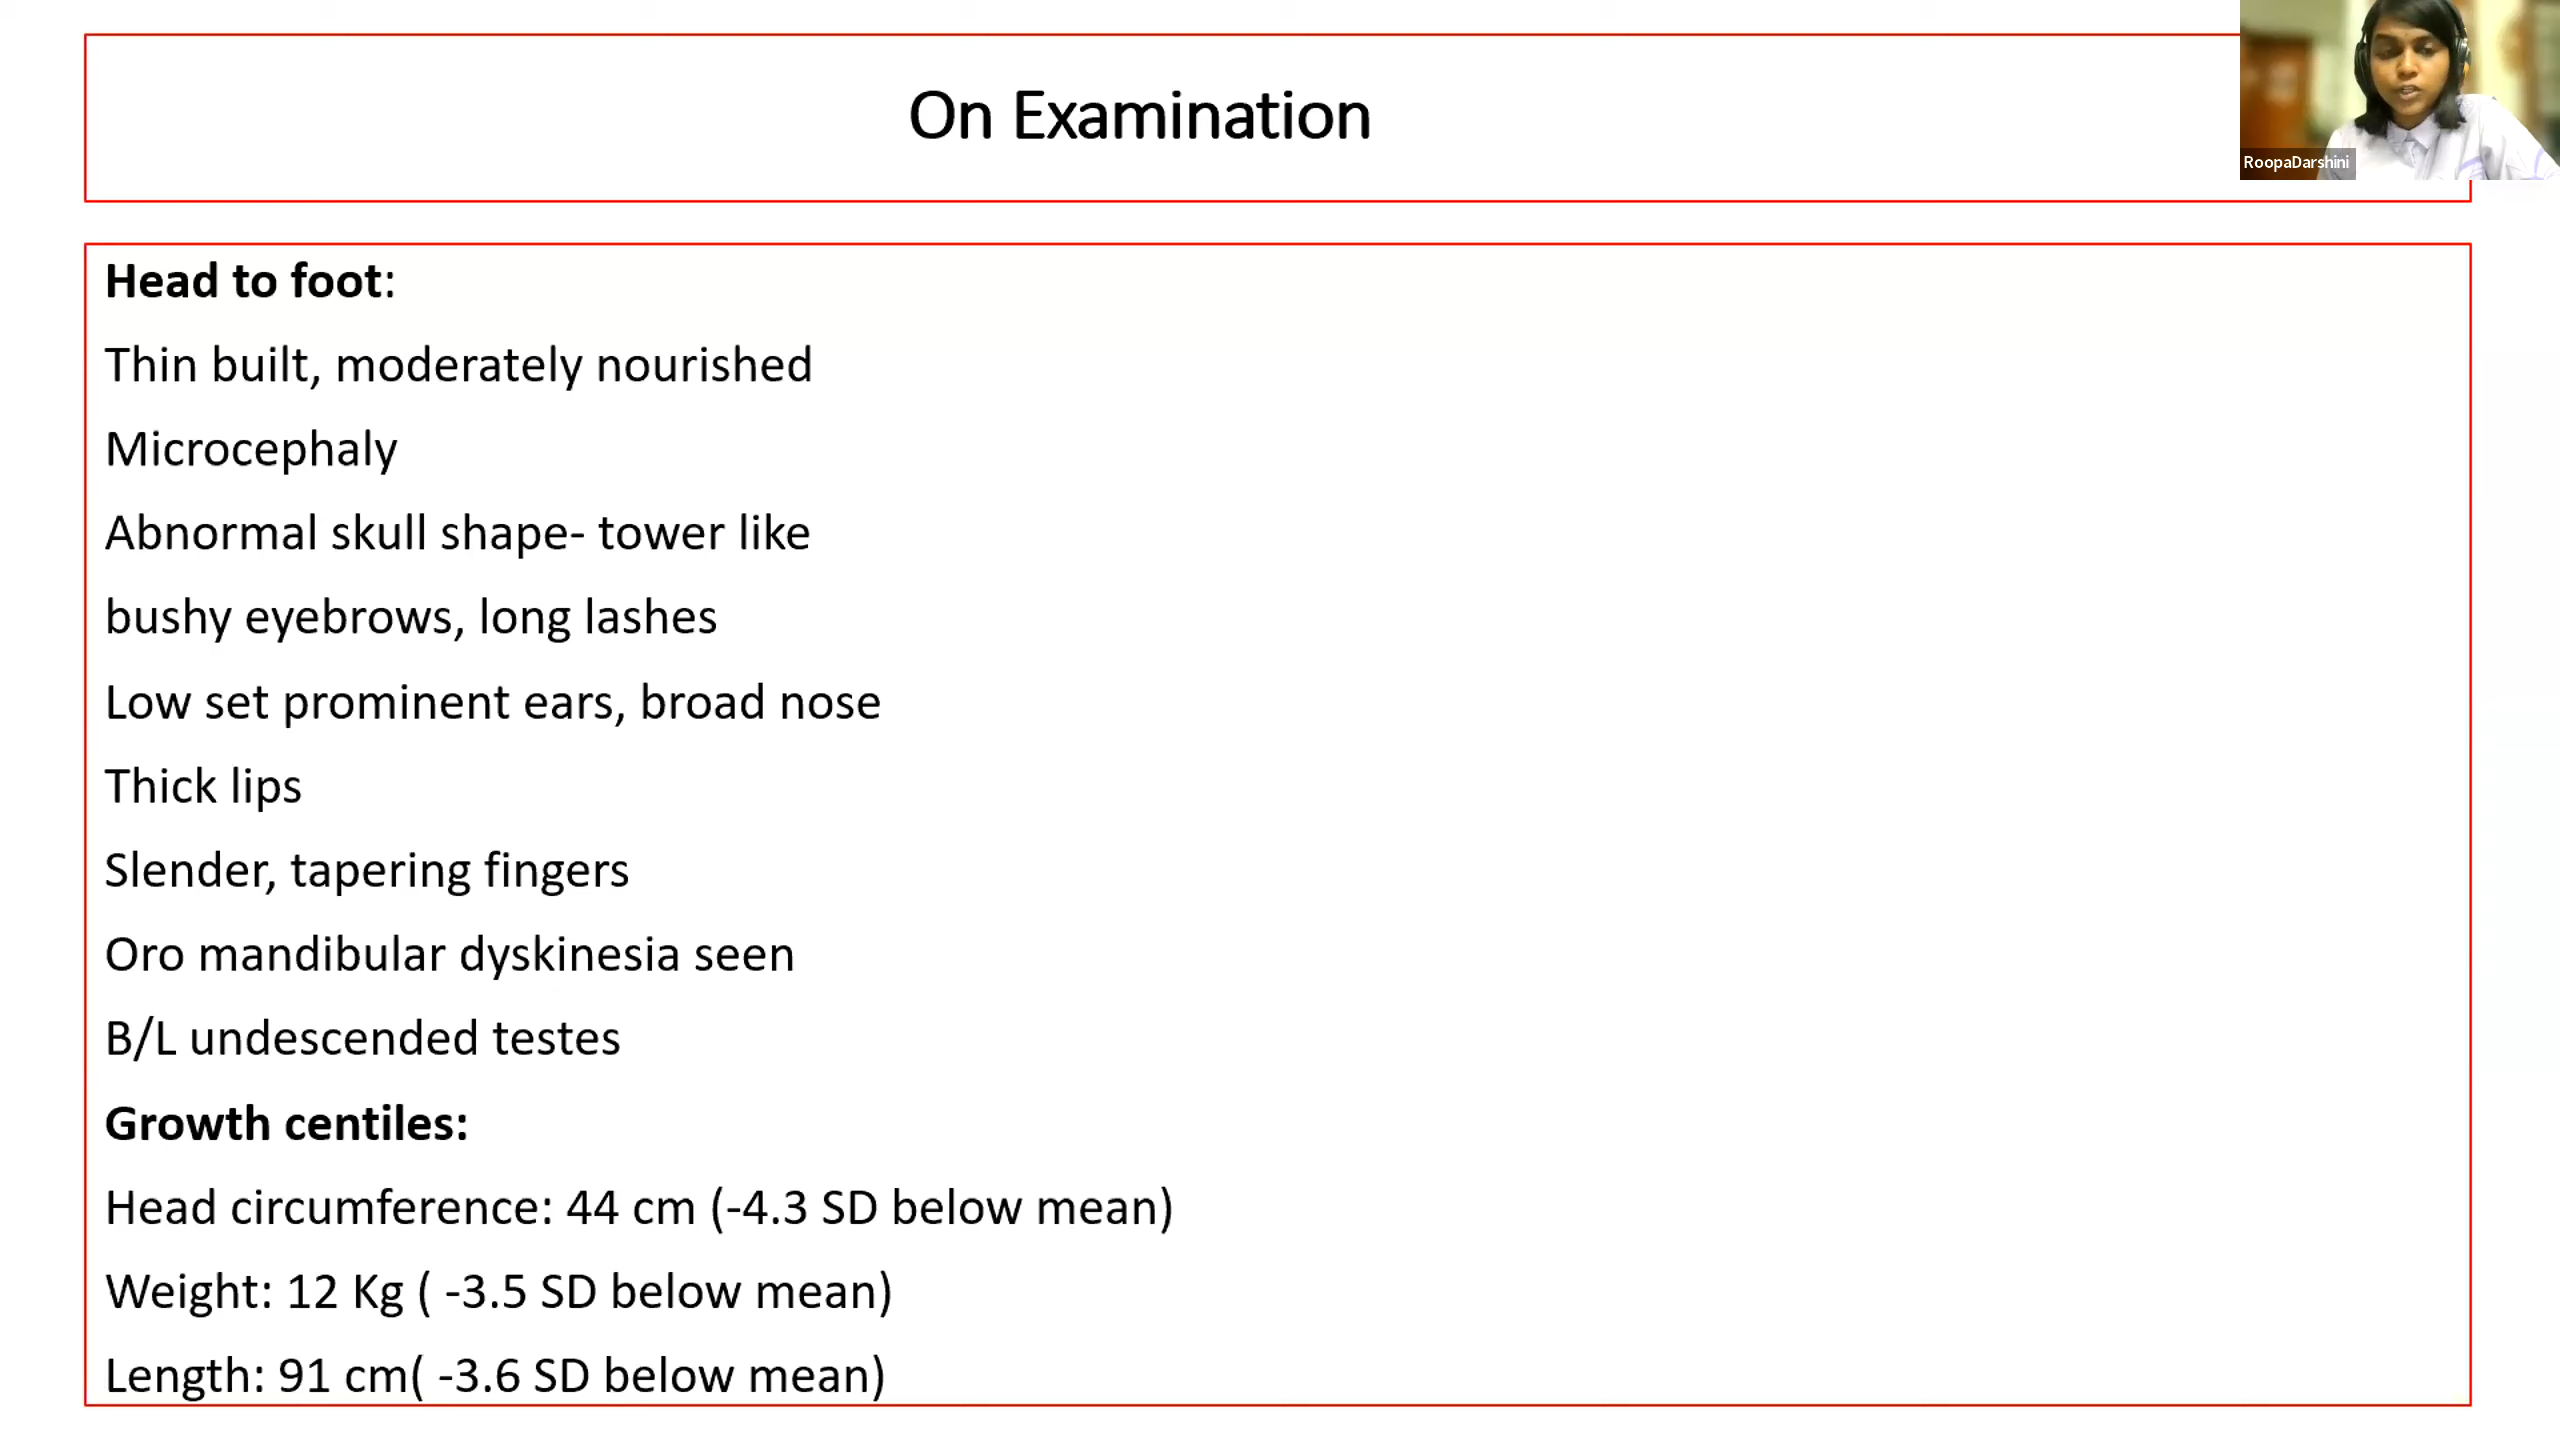 On Examination
RoopaDarshini
Head to foot:
Thin built, moderately nourished
Microcephaly
Abnormal skull shape- tower like
bushy eyebrows, long lashes
Low set prominent ears, broad nose
Thick lips
Slender, tapering fingers
Oro mandibular dyskinesia seen
B/L undescended testes
Growth centiles:
Head circumference: 44 cm (-4.3 SD below mean)
Weight: 12 Kg ( -3.5 SD below mean)
Length: 91 cm( -3.6 SD below mean)